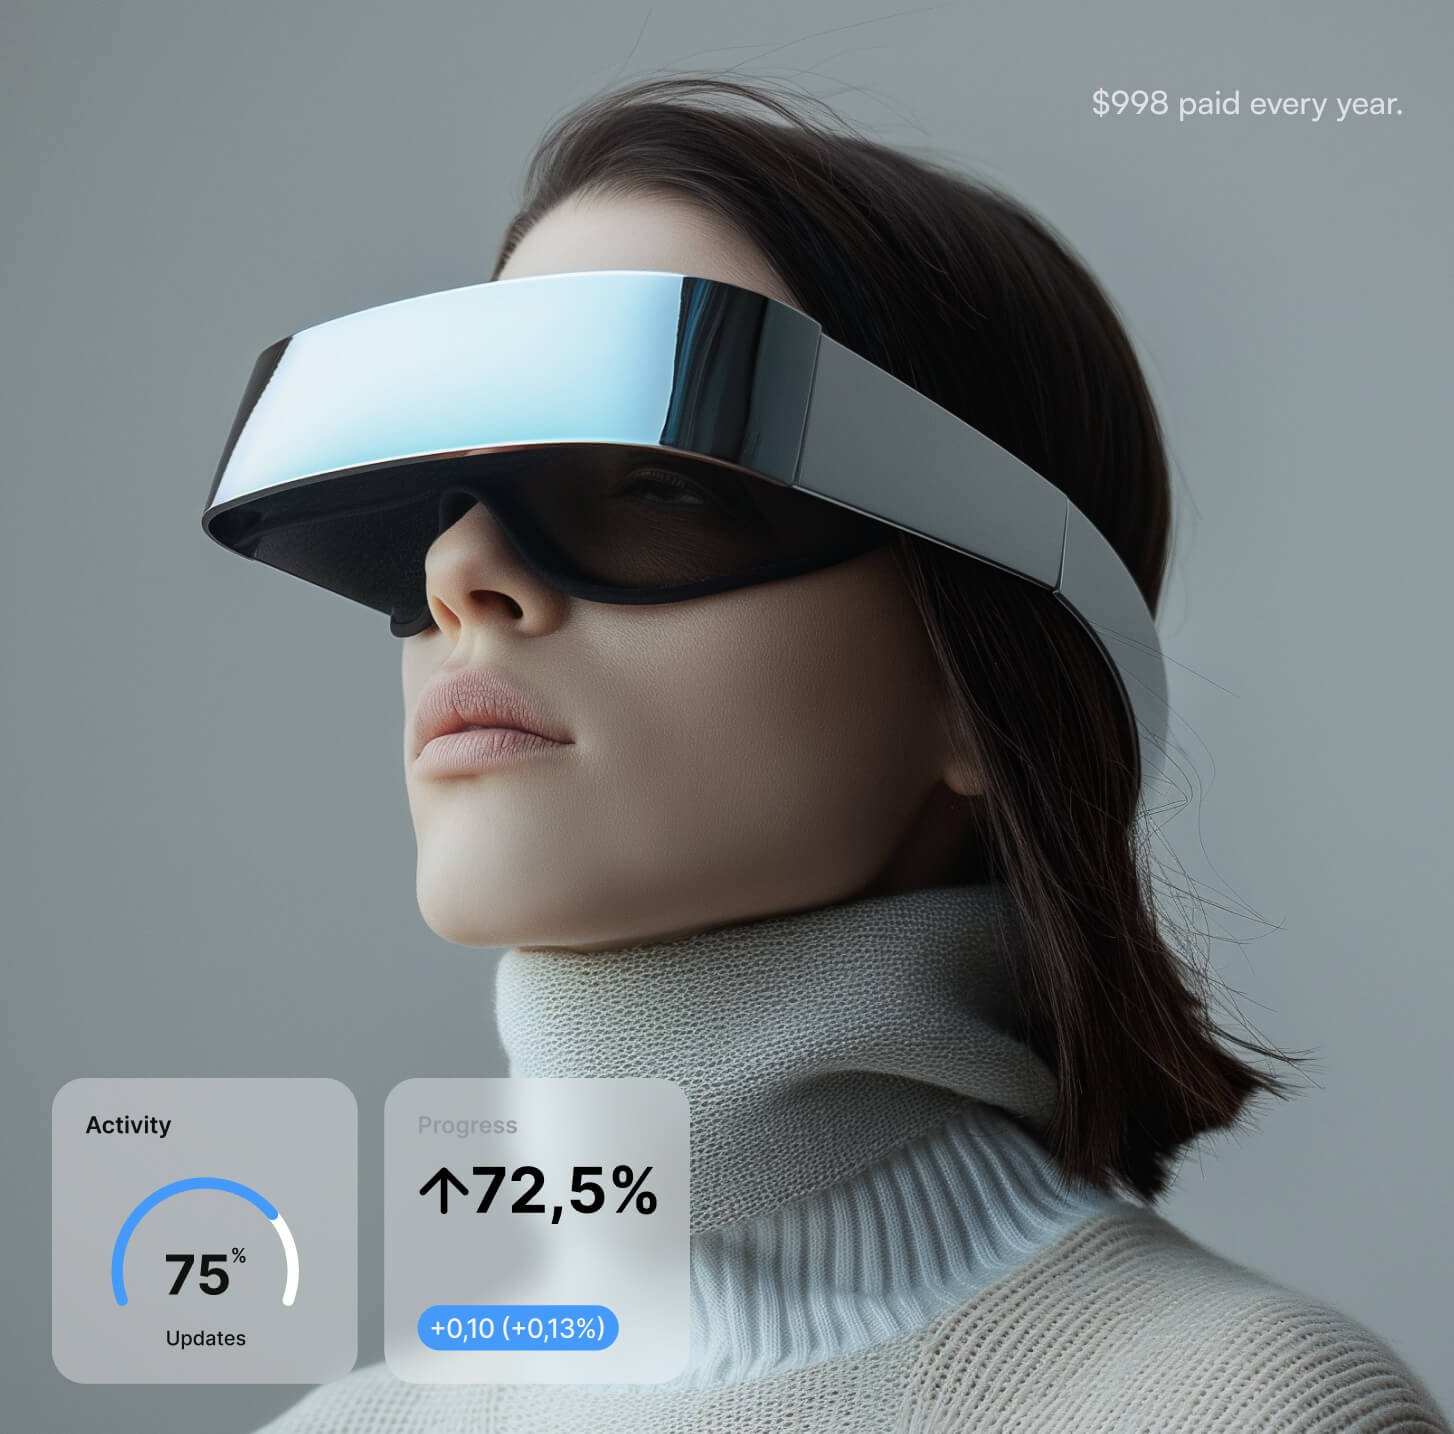 $998 paid every year.
Activity
75%
Updates
Progress
↑72,5%
+0,10 (+0,13%)